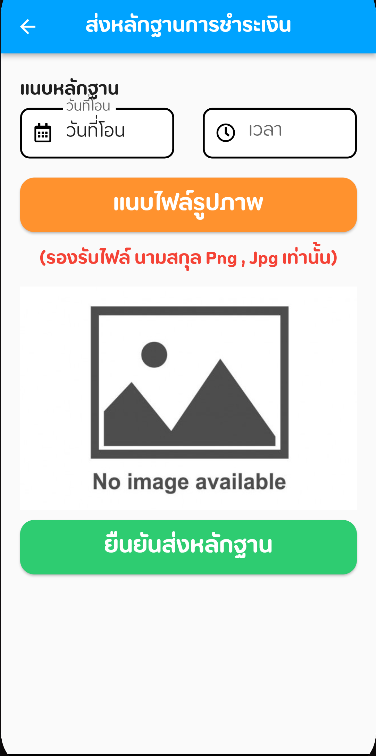 ส่งหลักฐานการชำระเงิน
แนบหลักฐาน
วันที่โอน
วันที่โอน
เวลา
แนบไฟล์รูปภาพ
(รองรับไฟล์ นามสกุล Png , Jpg เท่านั้น)
No image available
ยืนยันส่งหลักฐาน